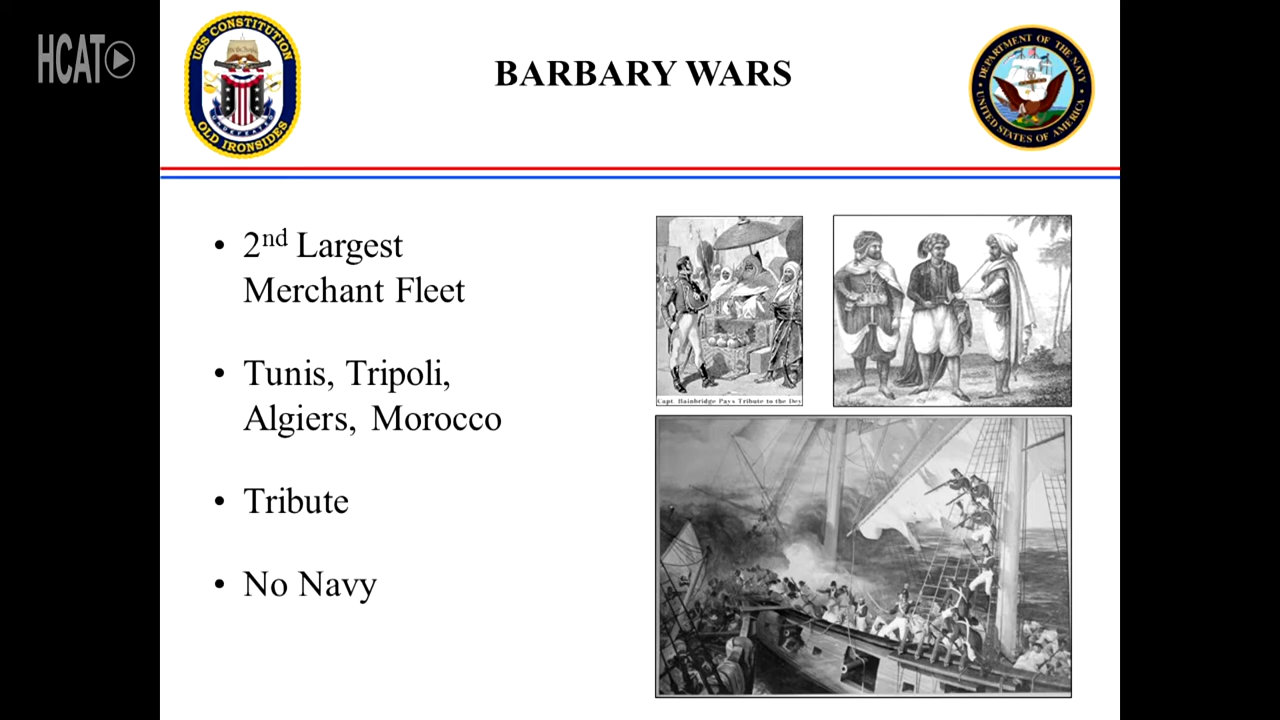 HCAT
USS CONSTITUTION
UNDEFEATED
OLD IRONSIDES
BARBARY WARS
DEPARTMENT OF THE NAVY
UNITED STATES OF AMERICA
• 2nd Largest
Merchant Fleet
• Tunis, Tripoli,
Algiers, Morocco
• Tribute
• No Navy
Capt. Bainbridge Pays Tribute to the Dey